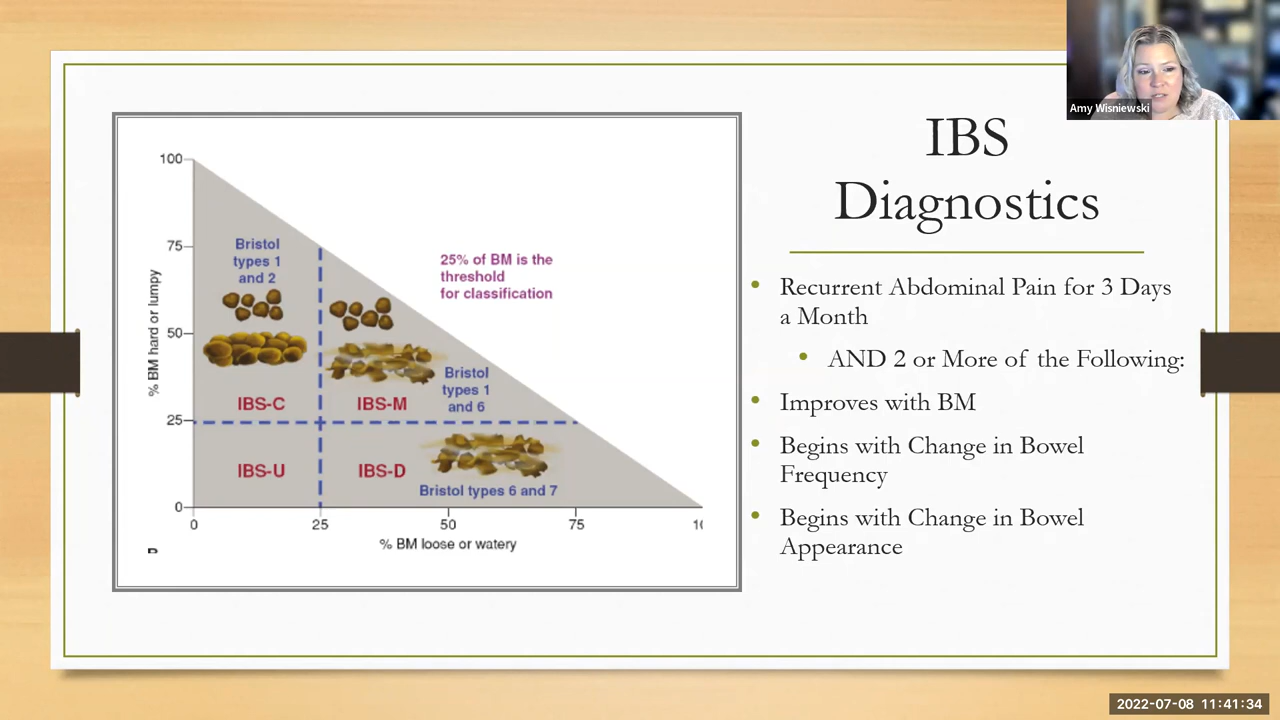 Amy Wisniewski
IBS
Diagnostics
100
75
50
25
0
% BM hard or lumpy
Bristol
types 1
and 2
25% of BM is the
threshold
for classification
Bristol
types 1
and 6
IBS-C
IBS-M
IBS-U
IBS-D
Bristol types 6 and 7
0
25
50
75
10
% BM loose or watery
• Recurrent Abdominal Pain for 3 Days
a Month
• AND 2 or More of the Following:
• Improves with BM
• Begins with Change in Bowel
Frequency
• Begins with Change in Bowel
Appearance
2022-07-08 11:41:34